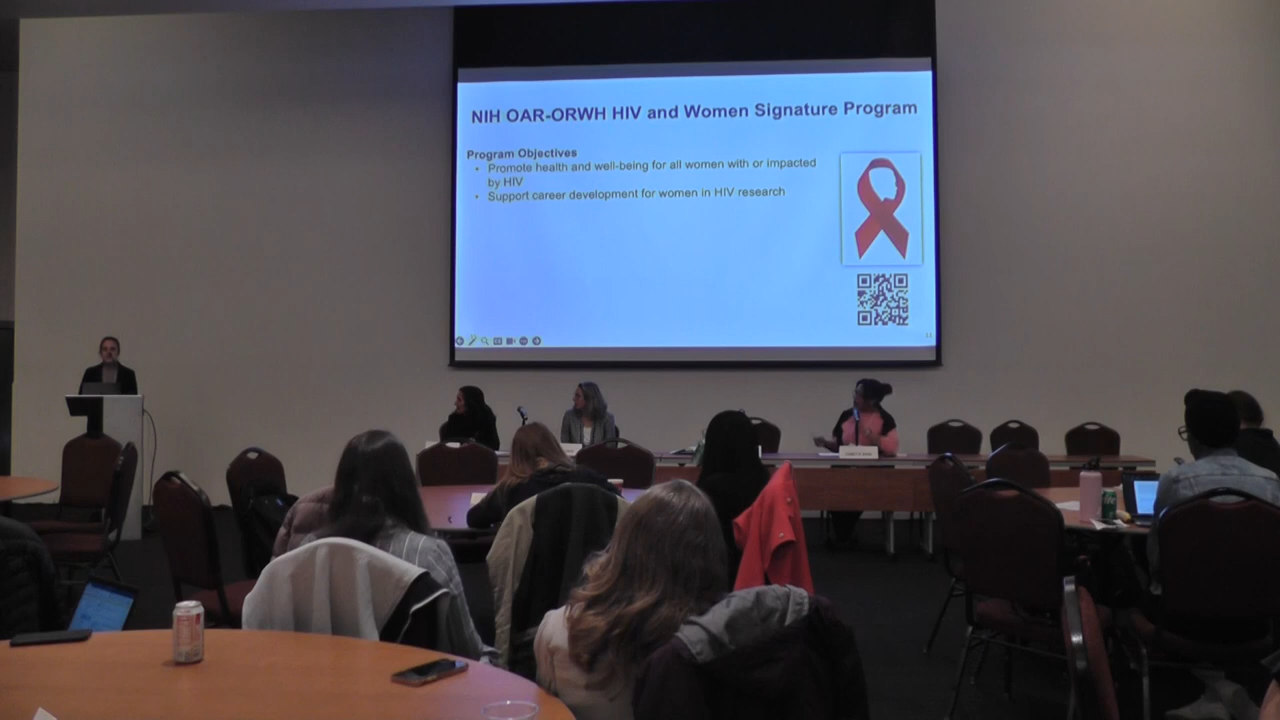 NIH OAR-ORWH HIV and Women Signature Program
Program Objectives
• Promote health and well-being for all women with or impacted
by HIV
• Support career development for women in HIV research